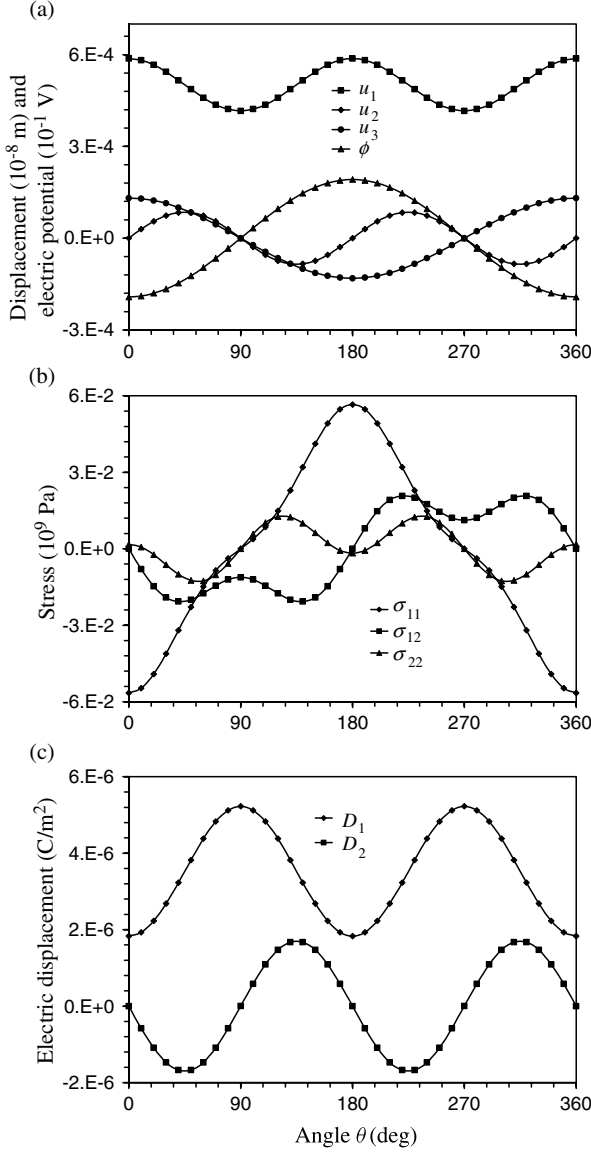 (a)
Displacement (10⁻⁸ m) and
electric potential (10⁻¹ V)
6.E-4
3.E-4
0.E+0
-3.E-4
u₁
u₂
u₃
ϕ
0 90 180 270 360
(b)
Stress (10⁹ Pa)
6.E-2
3.E-2
0.E+0
-3.E-2
-6.E-2
σ₁₁
σ₁₂
σ₂₂
0 90 180 270 360
(c)
Electric displacement (C/m²)
6.E-6
4.E-6
2.E-6
0.E+0
-2.E-6
D₁
D₂
0 90 180 270 360
Angle θ (deg)